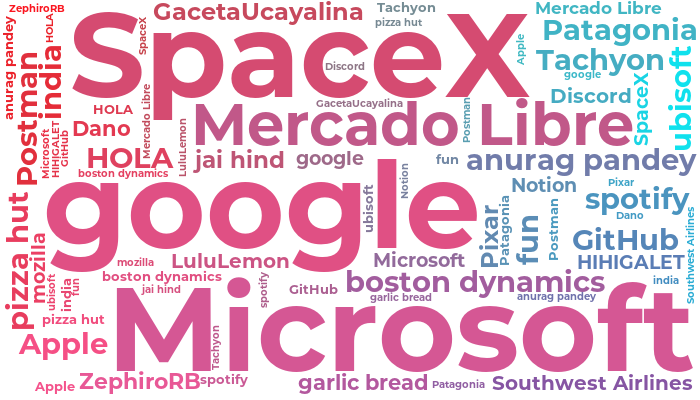 ZephiroRB
GacetaUcayalina
Tachyon
Mercado Libre
HOLA
SpaceX
pizza hut
Patagonia
anurag pandey
SpaceX
Apple
Tachyon
india
Postman
Discord
google
ubisoft
Mercado Libre
Discord
SpaceX
HOLA
GacetaUcayalina
Postman
Mercado Libre
Dano
Microsoft
HIHIGALET
GitHub
LuluLemon
HOLA
jai hind
google
fun
anurag pandey
boston dynamics
Notion
Notion
Pixar
google
ubisoft
spotify
pizza hut
Pixar
Patagonia
fun
Postman
Dano
southwest Airlines
mozilla
GitHub
mozilla
LuluLemon
Microsoft
HIHIGALET
ubisoft
india
fun
boston dynamics
spotify
boston dynamics
india
jai hind
GitHub
garlic bread
anurag pandey
Microsoft
pizza hut
Tachyon
Apple
Apple
ZephiroRB
spotify
garlic bread
Patagonia
Southwest Airlines